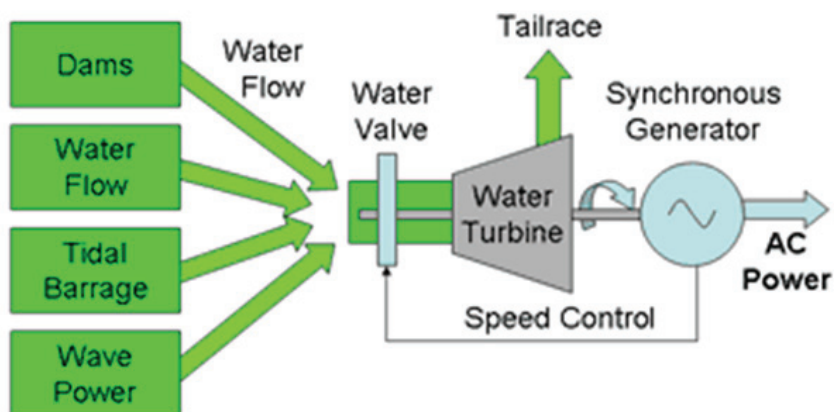 Dams
Water
Flow
Tidal
Barrage
Wave
Power
Water
Flow
Water
Valve
Tailrace
Water
Turbine
Synchronous
Generator
AC
Power
Speed Control